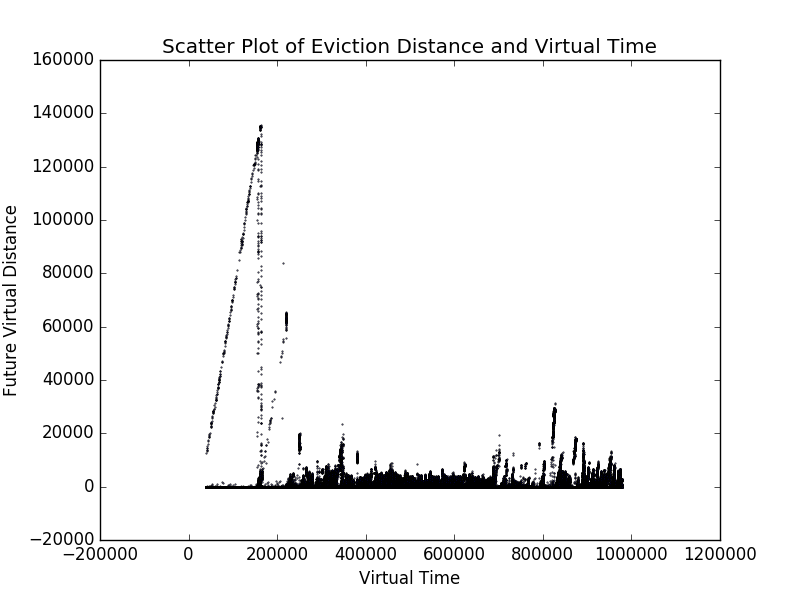 Scatter Plot of Eviction Distance and Virtual Time
160000
140000
120000
100000
80000
60000
40000
20000
0
−20000
Future Virtual Distance
−200000 0 200000 400000 600000 800000 1000000 1200000
Virtual Time